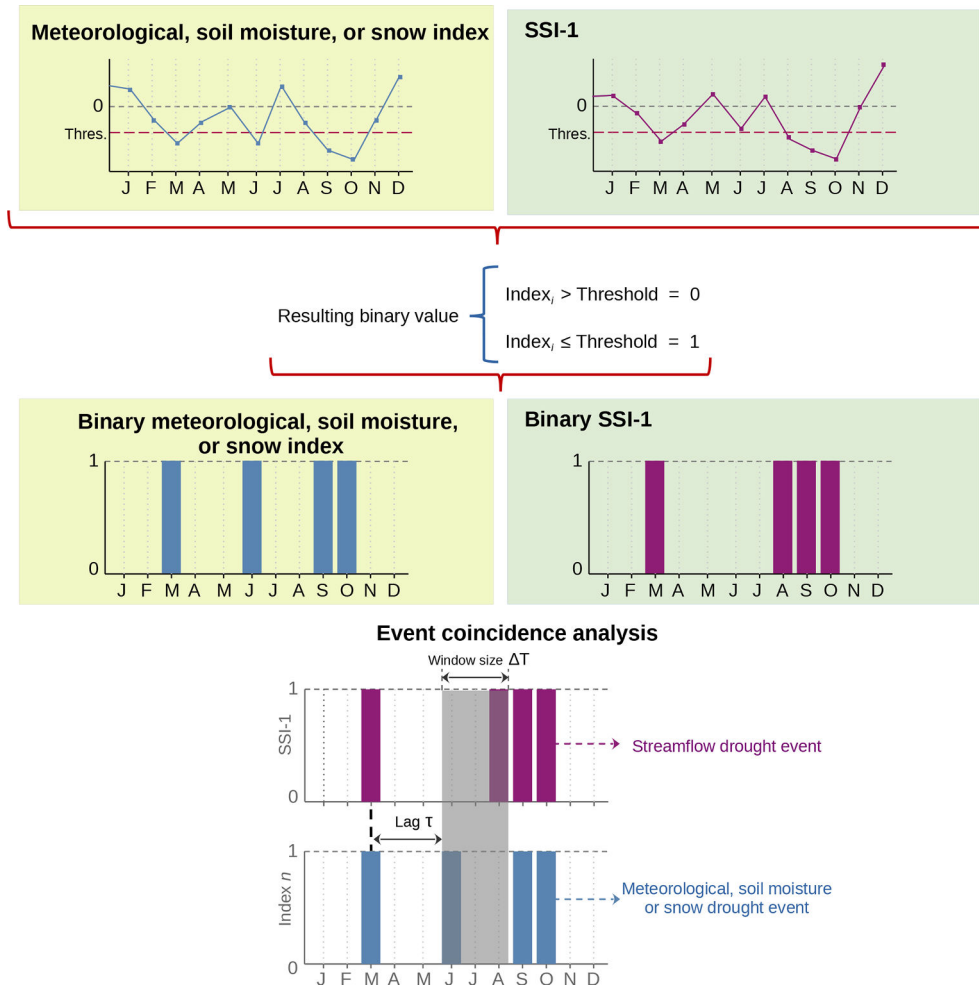 Meteorological, soil moisture, or snow index
0
Thres.
J F M A M J J A S O N D
SSI-1
0
Thres.
J F M A M J J A S O N D
Resulting binary value
Indexᵢ > Threshold = 0
Indexᵢ ≤ Threshold = 1
Binary meteorological, soil moisture,
or snow index
1
0
J F M A M J J A S O N D
Binary SSI-1
1
0
J F M A M J J A S O N D
Event coincidence analysis
Window size ΔT
1
SSI-1
0
Streamflow drought event
Lag τ
1
Index n
0
Meteorological, soil moisture
or snow drought event
J F M A M J J A S O N D